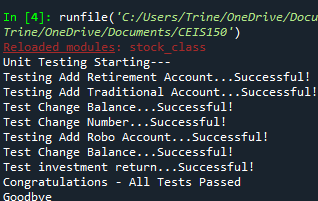 In [4]: runfile('C:/Users/Trine/OneDrive/Docu
Trine/OneDrive/Documents/CEIS150')
Reloaded modules: stock_class
Unit Testing Starting---
Testing Add Retirement Account...Successful!
Testing Add Traditional Account...Successful!
Test Change Balance...Successful!
Test Change Number...Successful!
Testing Add Robo Account...Successful!
Test Change Balance...Successful!
Test investment return...Successful!
Congratulations - All Tests Passed
Goodbye